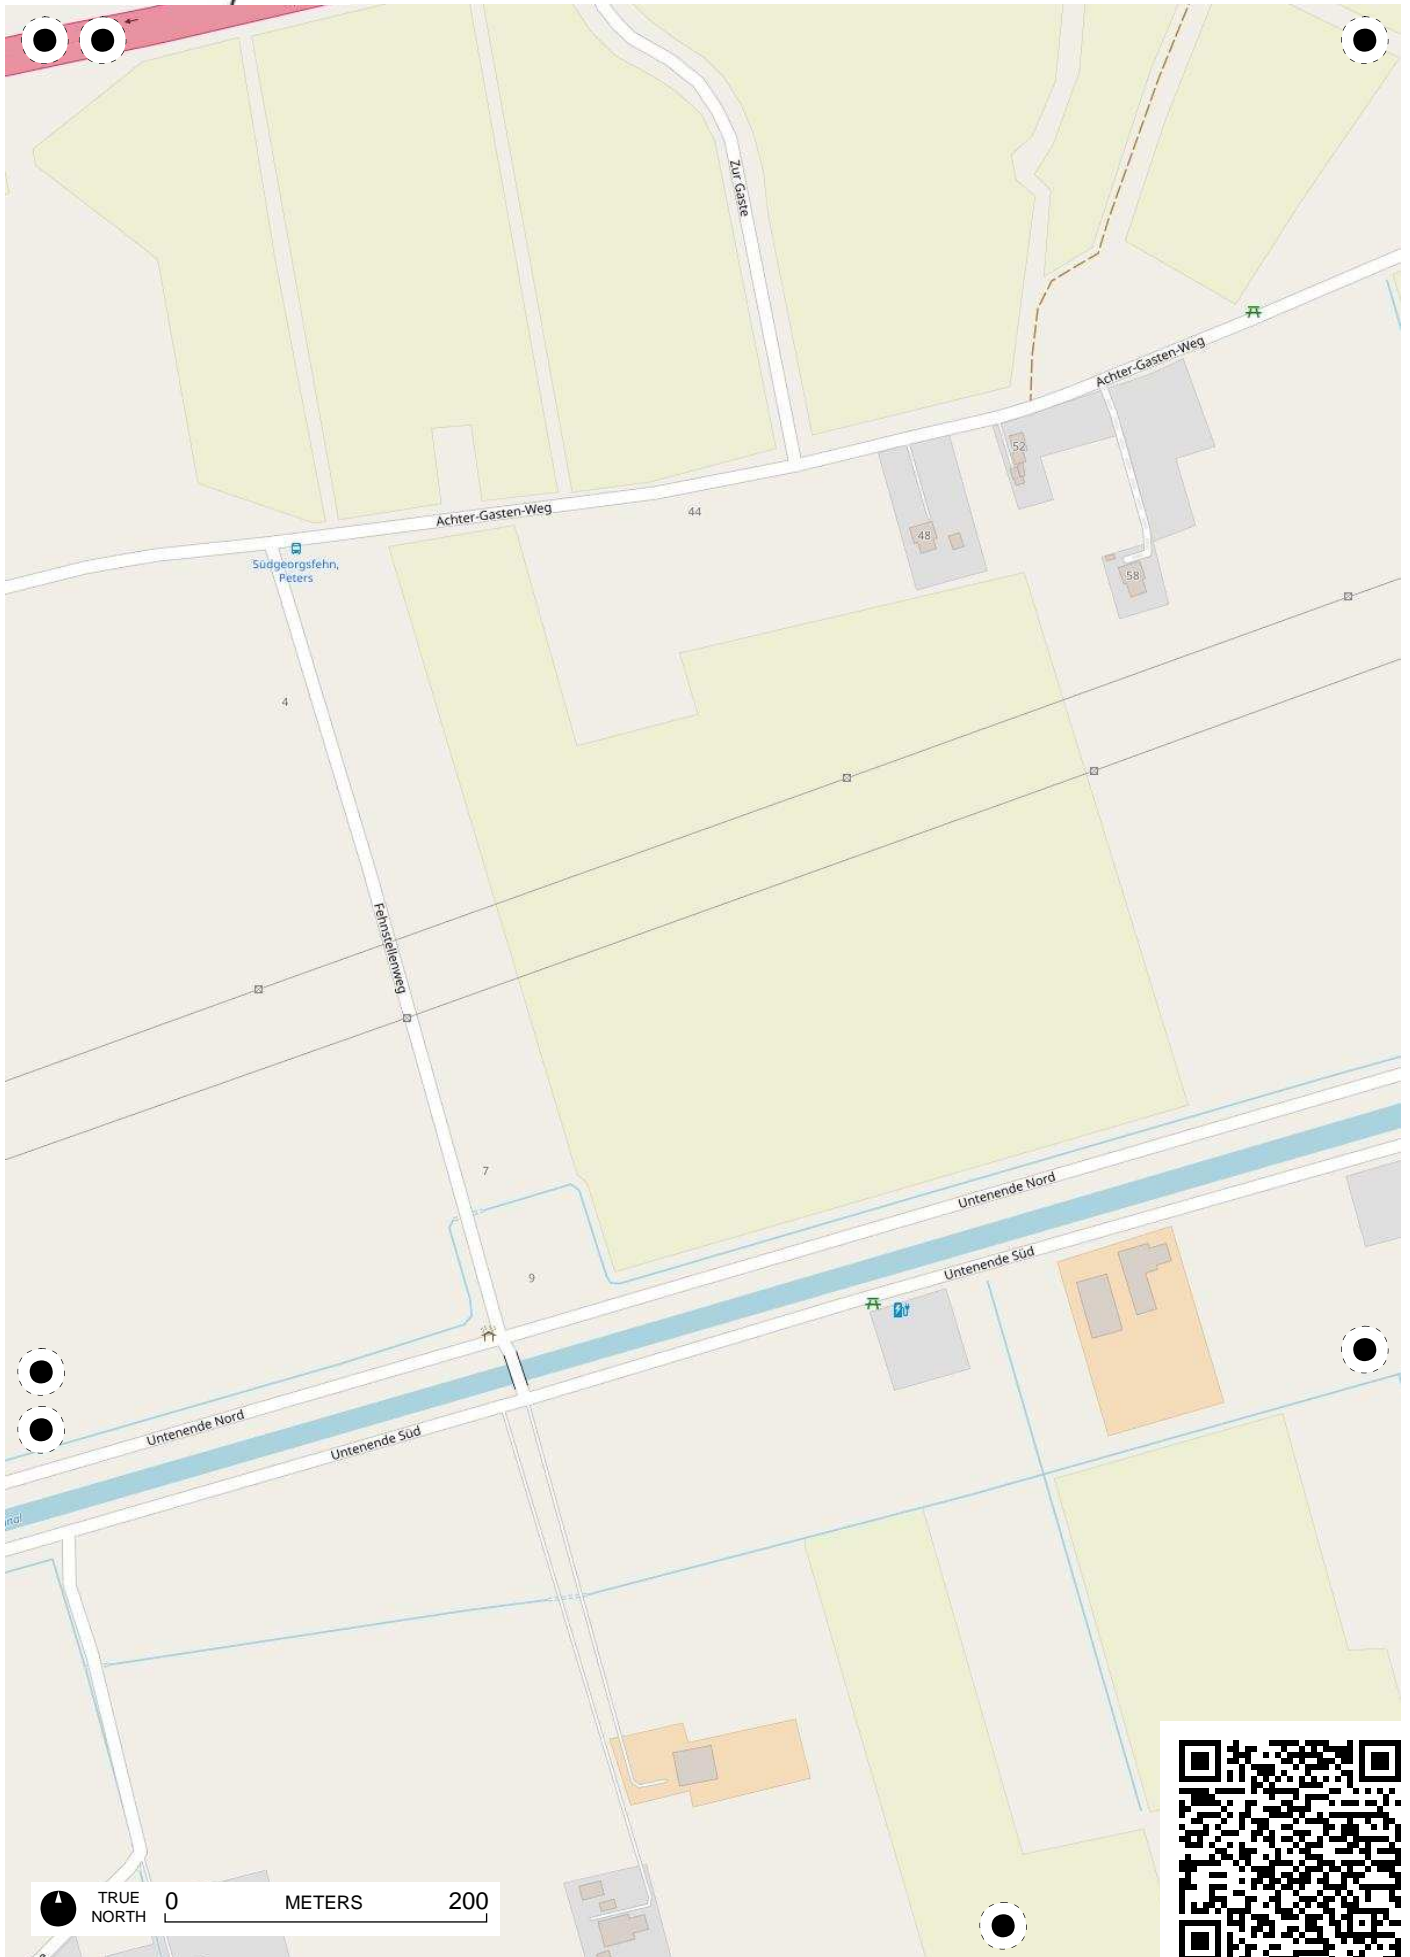 Zur Gaste
Achter-Gasten-Weg
52
Achter-Gasten-Weg
44
48
Südgeorgsfehn,
Peters
58
4
Fehnstellenweg
7
Untenende Nord
9
Untenende Süd
Untenende Nord
Untenende Süd
nal
TRUE
NORTH
0 METERS 200